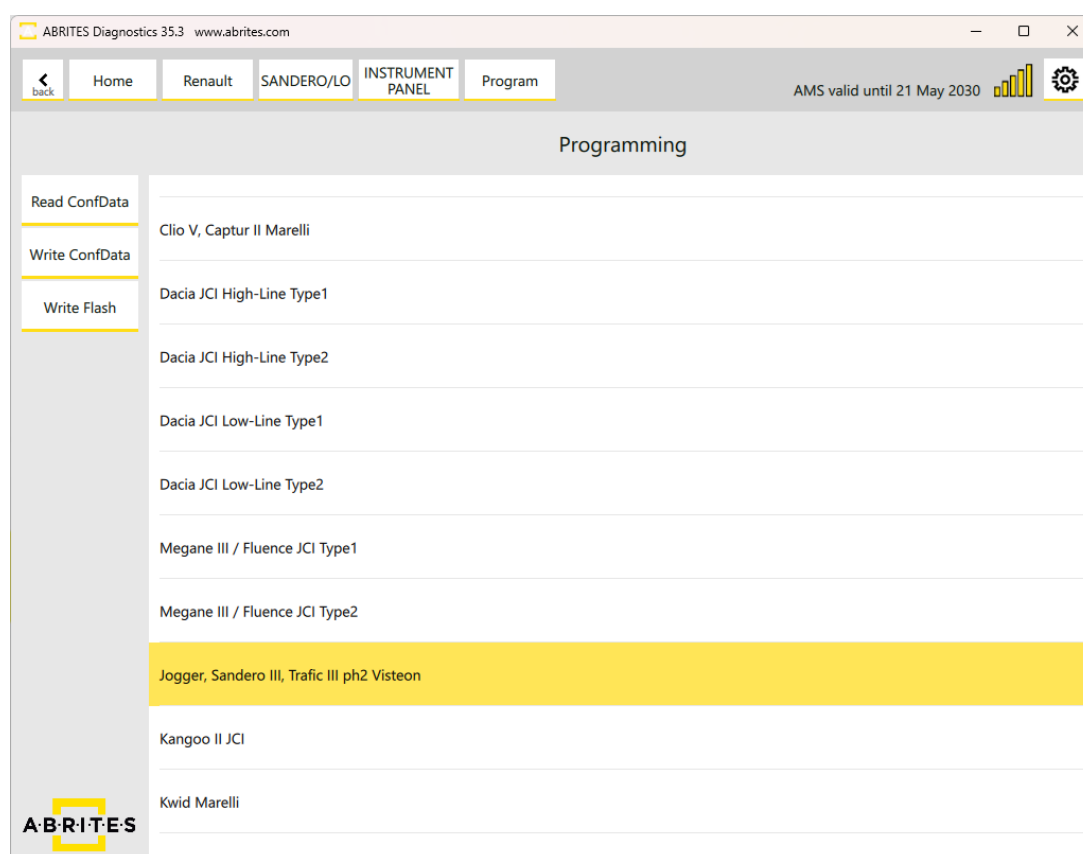 ABRITES Diagnostics 35.3 www.abrites.com
back
Home
Renault
SANDERO/LO
INSTRUMENT
PANEL
Program
AMS valid until 21 May 2030
Programming
Read ConfData
Write ConfData
Write Flash
Clio V, Captur II Marelli
Dacia JCI High-Line Type1
Dacia JCI High-Line Type2
Dacia JCI Low-Line Type1
Dacia JCI Low-Line Type2
Megane III / Fluence JCI Type1
Megane III / Fluence JCI Type2
Jogger, Sandero III, Trafic III ph2 Visteon
Kangoo II JCI
Kwid Marelli
A·B·R·I·T·E·S